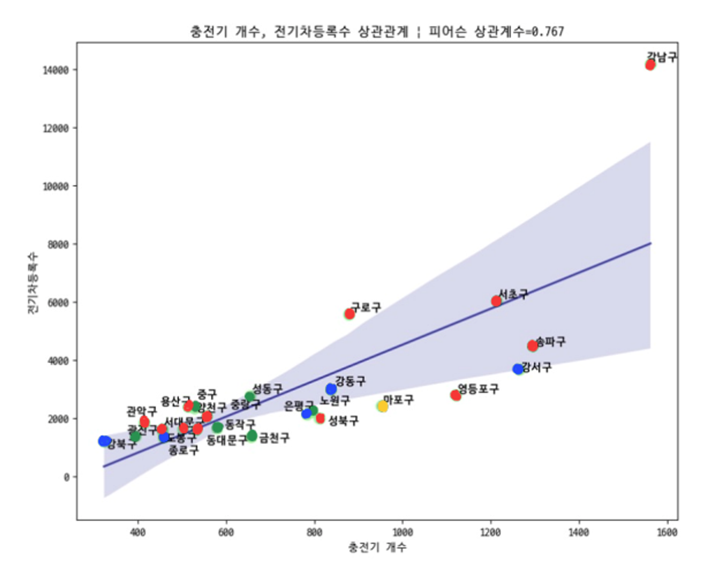 충전기 개수, 전기차등록수 상관관계 ¦ 피어슨 상관계수=0.767
강남구
14000
12000
10000
8000
전기차등록수
6000
구로구
서초구
송파구
4000
강서구
강동구
성동구
영등포구
중구
용산구
강천구
중랑구
은평구
노원구
마포구
2000
관악구
성북구
서대문구
동작구
광진구
도봉구
동대문구
금천구
강북구
종로구
0
400
600
800
1000
1200
1400
1600
충전기 개수